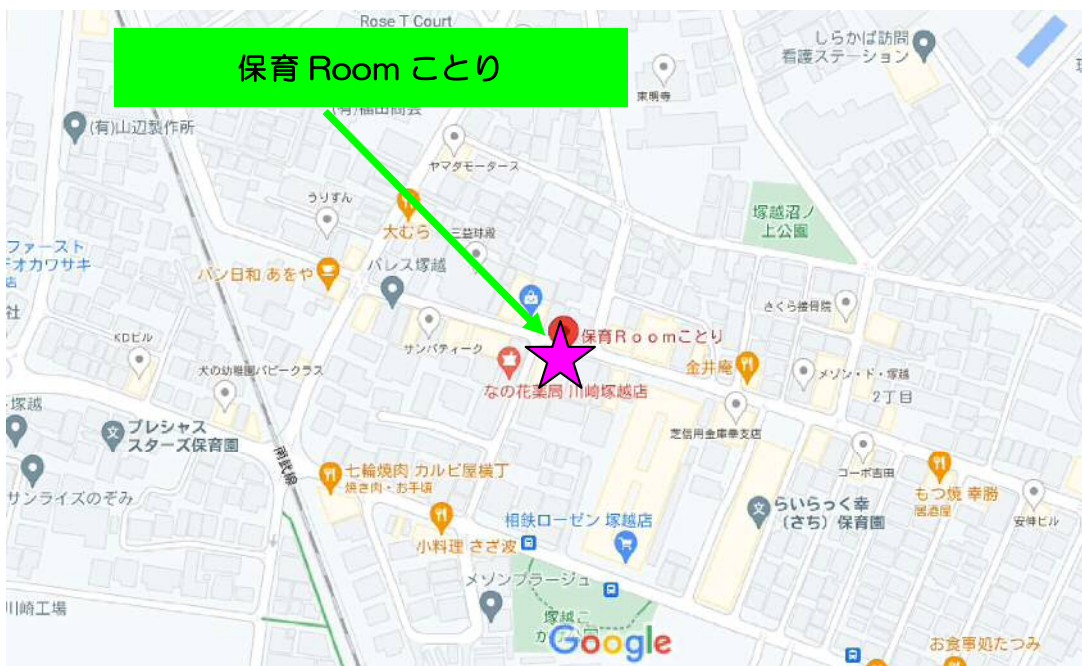 Rose T Court
保育 Room ことり
しらかば訪問
看護ステーション
東明寺
(有)福田商会
(有)山辺製作所
ヤマダモータース
うりすん
大むら
三益球殿
塚越沼ノ
上公園
ファースト
パン日和 あをや
パレス塚越
さくら接骨院
KDビル
サンパティーク
保育Ｒｏｏｍことり
金井庵
メゾン・ド・塚越
犬の幼稚園パピークラス
なの花薬局 川崎塚越店
2丁目
塚越
プレシャス
スターズ保育園
芝信用金庫幸支店
南武線
七輪焼肉 カルビ屋横丁
焼き肉・お手頃
コーポ吉田
もつ焼 幸勝
居酒屋
サンライズのぞみ
らいらっく幸
(さち) 保育園
安伸ビル
相鉄ローゼン 塚越店
小料理 さざ波
メゾンプラージュ
川崎工場
塚越こ
Google
お食事処たつみ